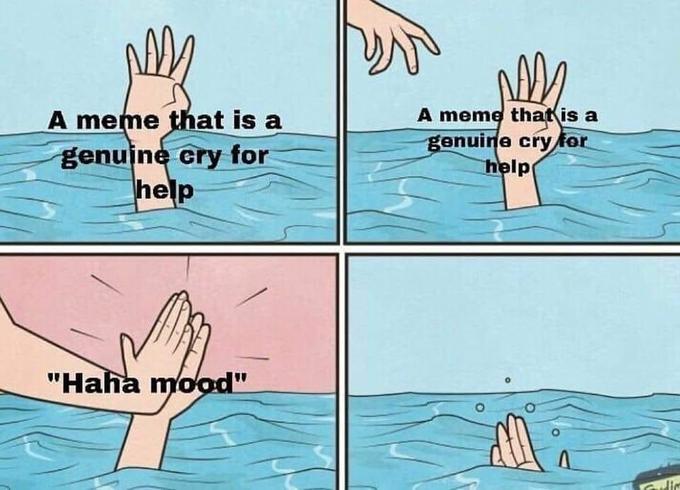 A meme that is a
genuine cry for
help
A meme that is a
genuine cry for
help
"Haha mood"